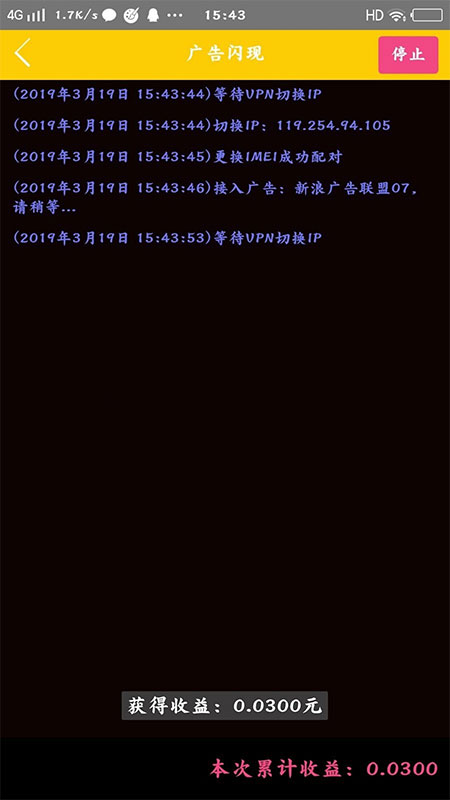 4G 1.7K/s 15:43 HD
广告闪现
停止
(2019年3月19日 15:43:44)等待VPN切换IP
(2019年3月19日 15:43:44)切换IP：119.254.94.105
(2019年3月19日 15:43:45)更换IMEI成功配对
(2019年3月19日 15:43:46)接入广告：新浪广告联盟07，
请稍等...
(2019年3月19日 15:43:53)等待VPN切换IP
获得收益：0.0300元
本次累计收益：0.0300